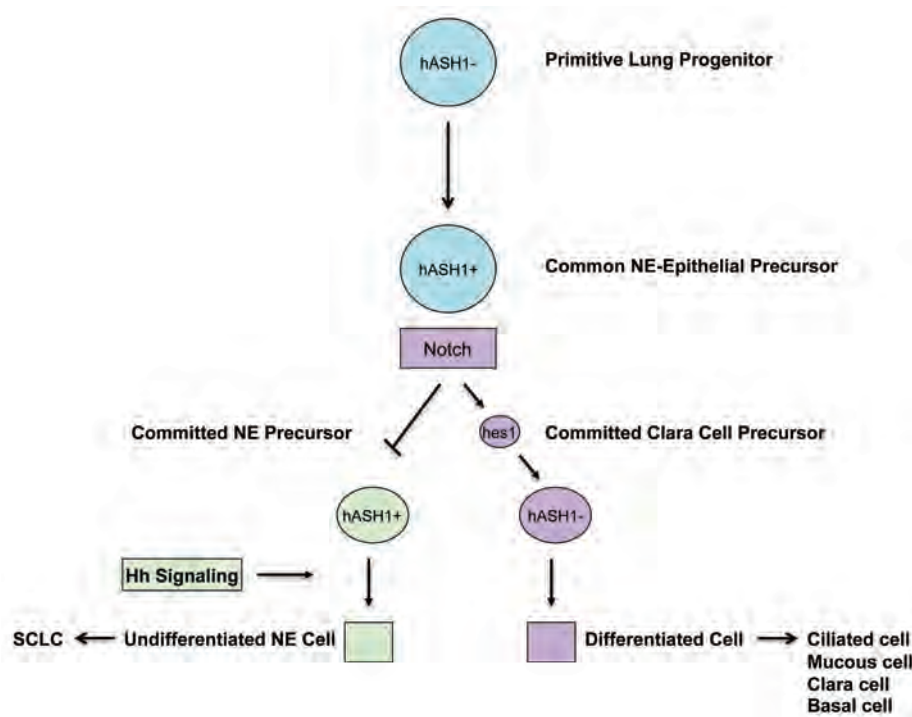 hASH1-
Primitive Lung Progenitor
hASH1+
Common NE-Epithelial Precursor
Notch
Committed NE Precursor
hes1
Committed Clara Cell Precursor
hASH1+
hASH1-
Hh Signaling
SCLC
Undifferentiated NE Cell
Differentiated Cell
Ciliated cell
Mucous cell
Clara cell
Basal cell